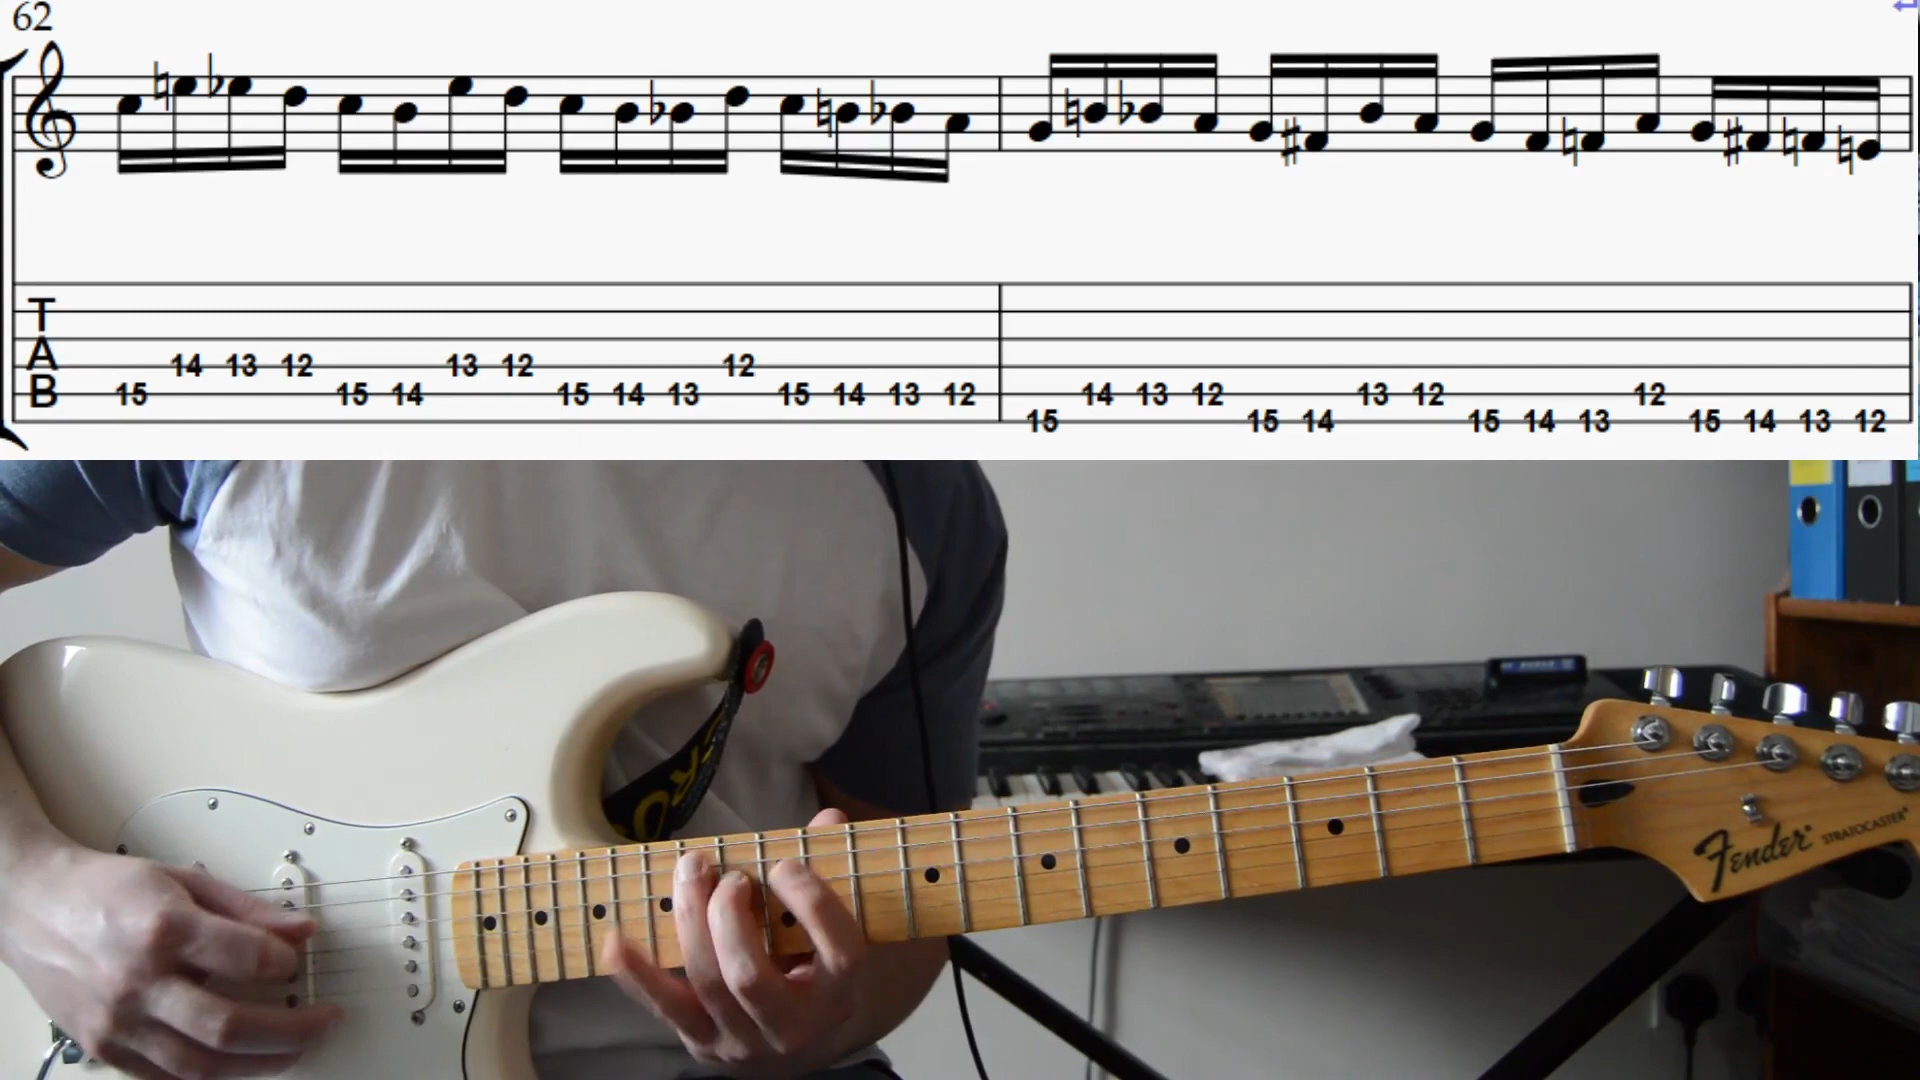 62
T
A
B
14 13 12 13 12 12
15 15 14 15 14 13 15 14 13 12 14 13 12 13 12 12
15 15 14 15 14 13 15 14 13 12
Fender STRATOCASTER